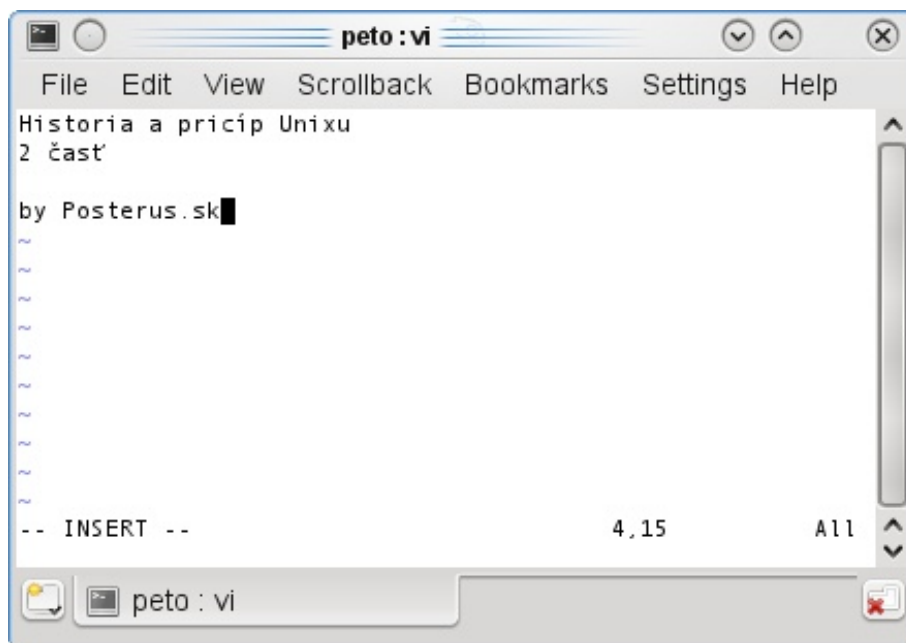 peto : vi
File Edit View Scrollback Bookmarks Settings Help
Historia a pricíp Unixu
2 časť
by Posterus.sk
~
~
~
~
~
~
~
~
~
~
-- INSERT -- 4,15 All
peto : vi